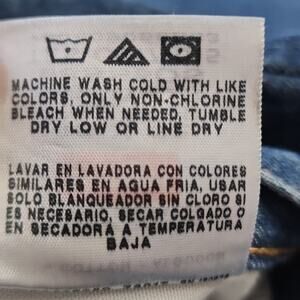 MACHINE WASH COLD WITH LIKE
COLORS, ONLY NON-CHLORINE
BLEACH WHEN NEEDED, TUMBLE
DRY LOW OR LINE DRY
LAVAR EN LAVADORA CON COLORES
SIMILARES EN AGUA FRIA, USAR
SOLO BLANQUEADOR SIN CLORO SI
ES NECESARIO, SECAR COLGADO O
EN SECADORA A TEMPERATURA
BAJA